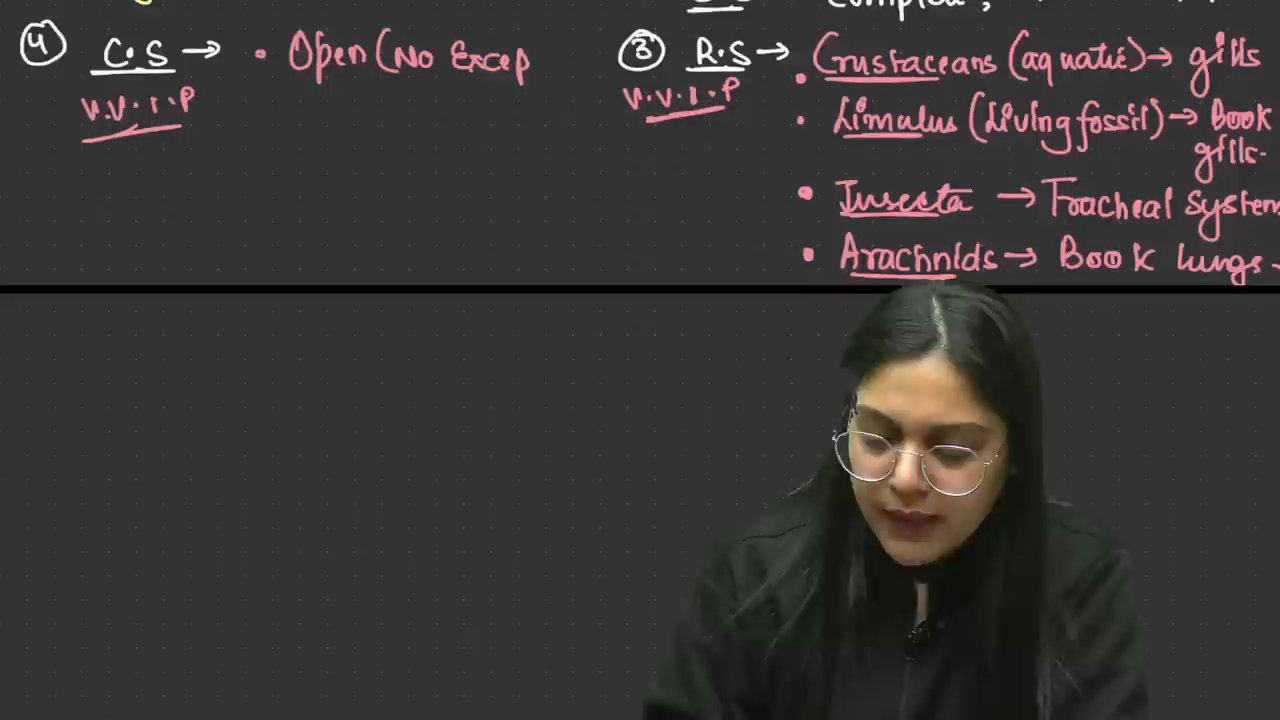 ④ C.S → • Open (No Excep
V.V.I.P
③ R.S → • Crustaceans (aquatic) → gills
V.V.I.P
• Limulus (Living fossil) → Book
gills.
• Insecta → Tracheal System
• Arachnids → Book lungs